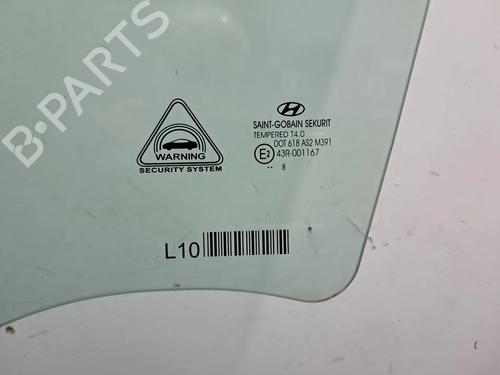 B-PARTS
SAINT-GOBAIN SEKURIT
TEMPERED T4.0
DOT 618 AS2 M391
E2 43R-001167
.. 8
WARNING
SECURITY SYSTEM
L10